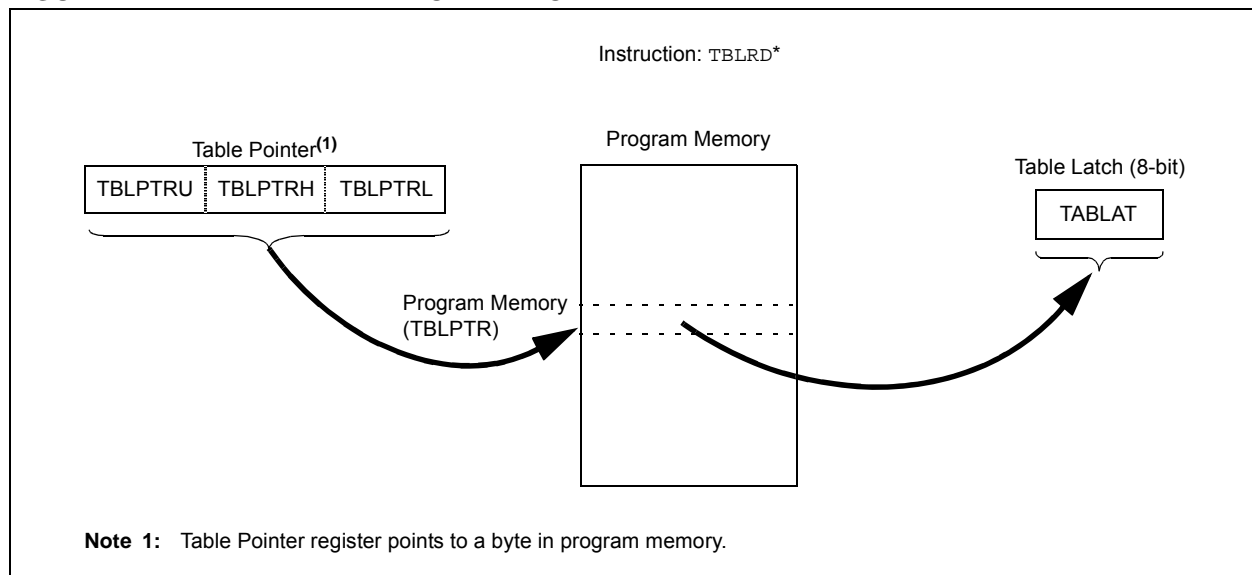 Instruction: TBLRD*
Table Pointer(1)
TBLPTRU TBLPTRH TBLPTRL
Program Memory
Table Latch (8-bit)
TABLAT
Program Memory
(TBLPTR)
Note 1: Table Pointer register points to a byte in program memory.